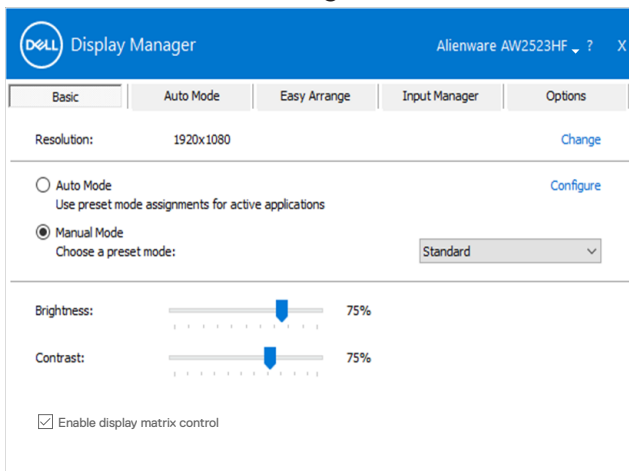 DELL Display Manager Alienware AW2523HF ? X
Basic Auto Mode Easy Arrange Input Manager Options
Resolution: 1920x1080 Change
Auto Mode Configure
Use preset mode assignments for active applications
Manual Mode
Choose a preset mode: Standard
Brightness: 75%
Contrast: 75%
Enable display matrix control